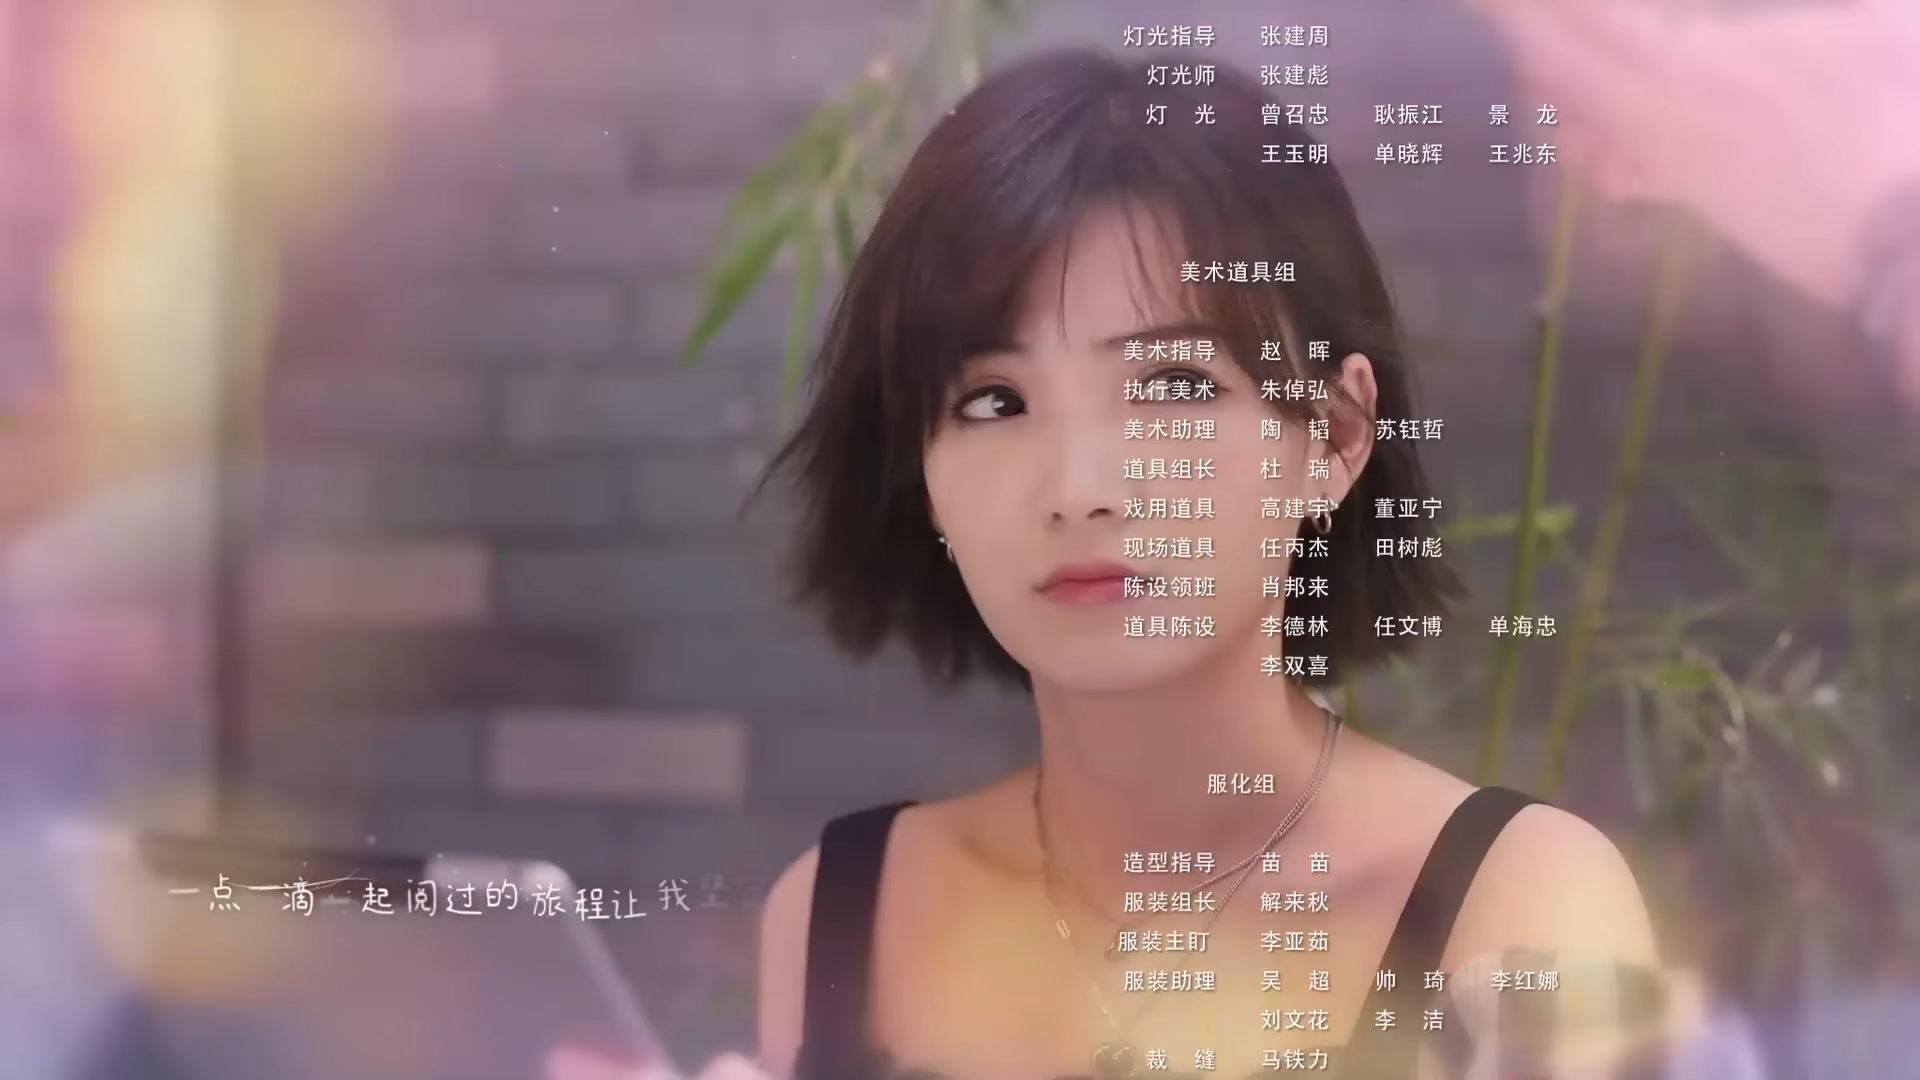 灯光指导 张建周
灯光师 张建彪
灯 光 曾召忠 耿振江 景 龙
王玉明 单晓辉 王兆东
美术道具组
美术指导 赵 晖
执行美术 朱倬弘
美术助理 陶 韬 苏钰哲
道具组长 杜 瑞
戏用道具 高建宇 董亚宁
现场道具 任丙杰 田树彪
陈设领班 肖邦来
道具陈设 李德林 任文博 单海忠
李双喜
服化组
造型指导 苗 苗
服装组长 解来秋
服装主盯 李亚茹
服装助理 吴 超 帅 琦 李红娜
刘文花 李 洁
裁 缝 马铁力
一点一滴一起阅过的旅程让我坚定